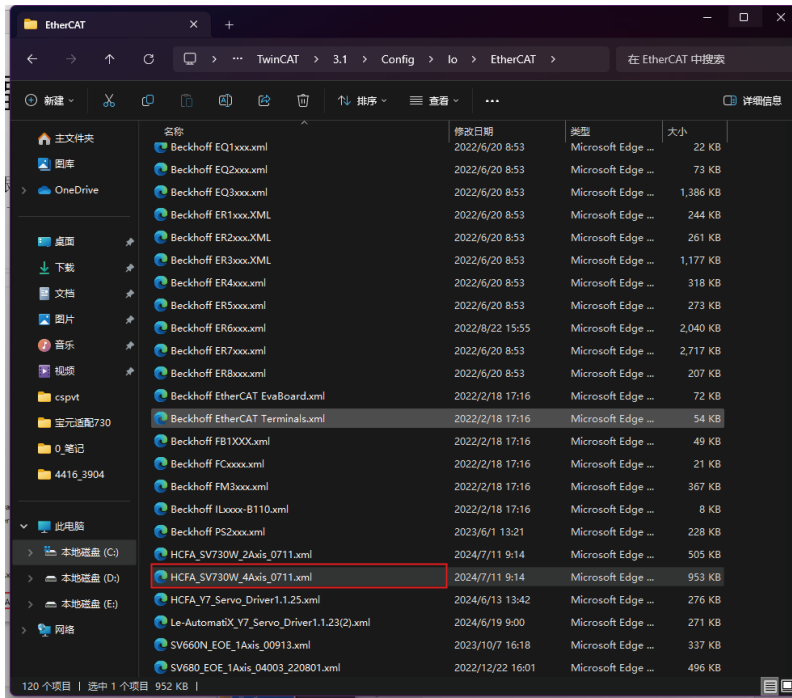 EtherCAT
TwinCAT > 3.1 > Config > Io > EtherCAT >
在 EtherCAT 中搜索
新建
排序
查看
详细信息
主文件夹
图库
OneDrive
桌面
下载
文档
图片
音乐
视频
cspvt
宝元适配730
0_笔记
4416_3904
此电脑
本地磁盘 (C:)
本地磁盘 (D:)
本地磁盘 (E:)
网络
名称 修改日期 类型 大小
Beckhoff EQ1xxx.xml 2022/6/20 8:53 Microsoft Edge ... 22 KB
Beckhoff EQ2xxx.xml 2022/6/20 8:53 Microsoft Edge ... 73 KB
Beckhoff EQ3xxx.xml 2022/6/20 8:53 Microsoft Edge ... 1,386 KB
Beckhoff ER1xxx.XML 2022/6/20 8:53 Microsoft Edge ... 244 KB
Beckhoff ER2xxx.XML 2022/6/20 8:53 Microsoft Edge ... 261 KB
Beckhoff ER3xxx.XML 2022/6/20 8:53 Microsoft Edge ... 1,177 KB
Beckhoff ER4xxx.xml 2022/6/20 8:53 Microsoft Edge ... 318 KB
Beckhoff ER5xxx.xml 2022/6/20 8:53 Microsoft Edge ... 273 KB
Beckhoff ER6xxx.xml 2022/8/22 15:55 Microsoft Edge ... 2,040 KB
Beckhoff ER7xxx.xml 2022/6/20 8:53 Microsoft Edge ... 2,717 KB
Beckhoff ER8xxx.xml 2022/6/20 8:53 Microsoft Edge ... 207 KB
Beckhoff EtherCAT EvaBoard.xml 2022/2/18 17:16 Microsoft Edge ... 72 KB
Beckhoff EtherCAT Terminals.xml 2022/2/18 17:16 Microsoft Edge ... 54 KB
Beckhoff FB1XXX.xml 2022/2/18 17:16 Microsoft Edge ... 49 KB
Beckhoff FCxxxx.xml 2022/2/18 17:16 Microsoft Edge ... 21 KB
Beckhoff FM3xxx.xml 2022/2/18 17:16 Microsoft Edge ... 367 KB
Beckhoff ILxxxx-B110.xml 2022/2/18 17:16 Microsoft Edge ... 8 KB
Beckhoff PS2xxx.xml 2023/6/1 13:21 Microsoft Edge ... 228 KB
HCFA_SV730W_2Axis_0711.xml 2024/7/11 9:14 Microsoft Edge ... 505 KB
HCFA_SV730W_4Axis_0711.xml 2024/7/11 9:14 Microsoft Edge ... 953 KB
HCFA_Y7_Servo_Driver1.1.25.xml 2024/6/13 13:42 Microsoft Edge ... 276 KB
Le-AutomatiX_Y7_Servo_Driver1.1.23(2).xml 2024/6/19 9:00 Microsoft Edge ... 271 KB
SV660N_EOE_1Axis_00913.xml 2023/10/7 16:18 Microsoft Edge ... 337 KB
SV680_EOE_1Axis_04003_220801.xml 2022/12/22 16:01 Microsoft Edge ... 496 KB
120 个项目 | 选中 1 个项目 952 KB |